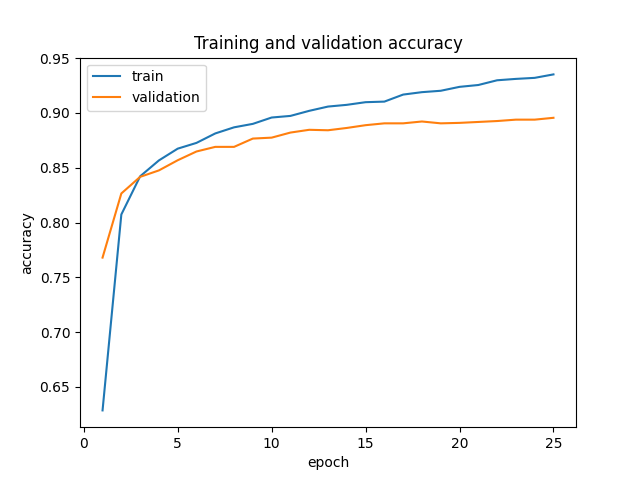 Training and validation accuracy
train
validation
accuracy
0.95
0.90
0.85
0.80
0.75
0.70
0.65
0 5 10 15 20 25
epoch